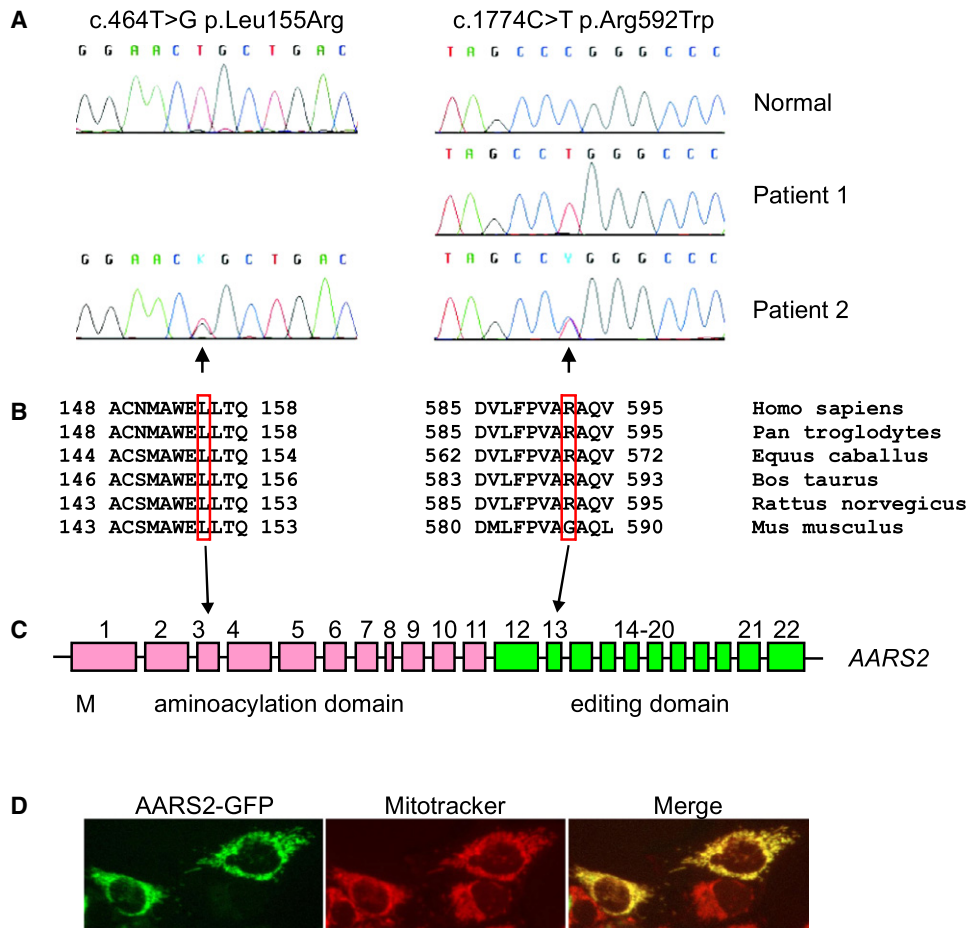 A
c.464T>G p.Leu155Arg c.1774C>T p.Arg592Trp
G G A A C T G C T G A C T A G C C C G G G C C C
Normal
T A G C C T G G G C C C
Patient 1
G G A A C K G C T G A C T A G C C Y G G G C C C
Patient 2
B
148 ACNMAWELLTQ 158 585 DVLFPVARAQV 595 Homo sapiens
148 ACNMAWELLTQ 158 585 DVLFPVARAQV 595 Pan troglodytes
144 ACSMAWELLTQ 154 562 DVLFPVARAQV 572 Equus caballus
146 ACSMAWELLTQ 156 583 DVLFPVARAQV 593 Bos taurus
143 ACSMAWELLTQ 153 585 DVLFPVARAQV 595 Rattus norvegicus
143 ACSMAWELLTQ 153 580 DMLFPVAGAQL 590 Mus musculus
C
1 2 3 4 5 6 7 8 9 10 11 12 13 14-20 21 22
AARS2
M aminoacylation domain editing domain
D
AARS2-GFP Mitotracker Merge